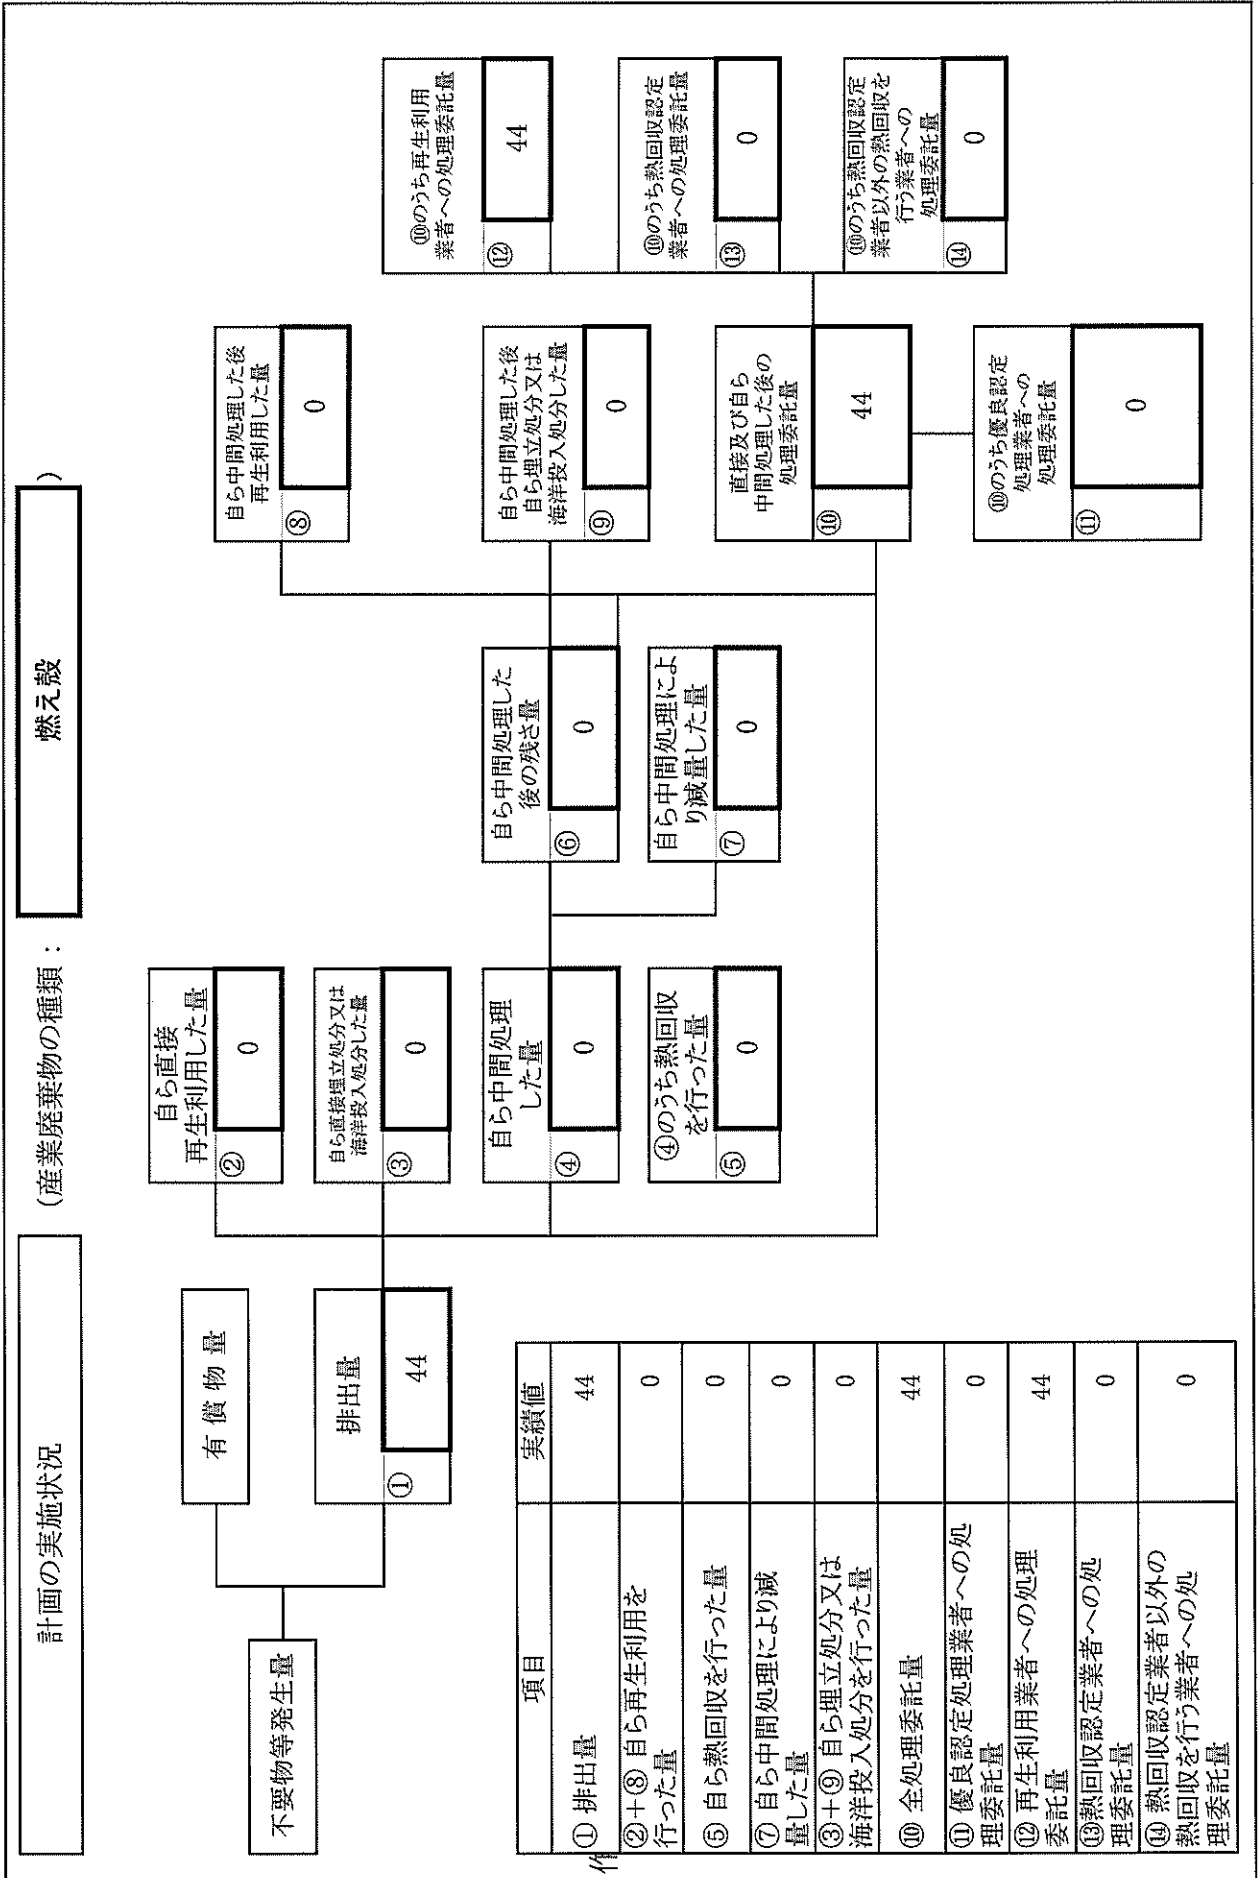 計画の実施状況
(産業廃棄物の種類：
燃え殻
)
不要物等発生量
有償物量
排出量
①
44
自ら直接
再生利用した量
②
0
自ら直接埋立処分又は
海洋投入処分した量
③
0
自ら中間処理
した量
④
0
④のうち熱回収
を行った量
⑤
0
自ら中間処理した
後の残さ量
⑥
0
自ら中間処理によ
り減量した量
⑦
0
自ら中間処理した後
再生利用した量
⑧
0
自ら中間処理した後
自ら埋立処分又は
海洋投入処分した量
⑨
0
直接及び自ら
中間処理した後の
処理委託量
⑩
44
⑩のうち優良認定
処理業者への
処理委託量
⑪
0
⑩のうち再生利用
業者への処理委託量
⑫
44
⑩のうち熱回収認定
業者への処理委託量
⑬
0
⑩のうち熱回収認定
業者以外の熱回収を
行う業者への
処理委託量
⑭
0
項目
実績値
① 排出量
44
②+⑧ 自ら再生利用を
行った量
0
⑤ 自ら熱回収を行った量
0
⑦ 自ら中間処理により減
量した量
0
③+⑨ 自ら埋立処分又は
海洋投入処分を行った量
0
⑩ 全処理委託量
44
⑪ 優良認定処理業者への処
理委託量
0
⑫ 再生利用業者への処理
委託量
44
⑬熱回収認定業者への処
理委託量
0
⑭ 熱回収認定業者以外の
熱回収を行う業者への処
理委託量
0
作